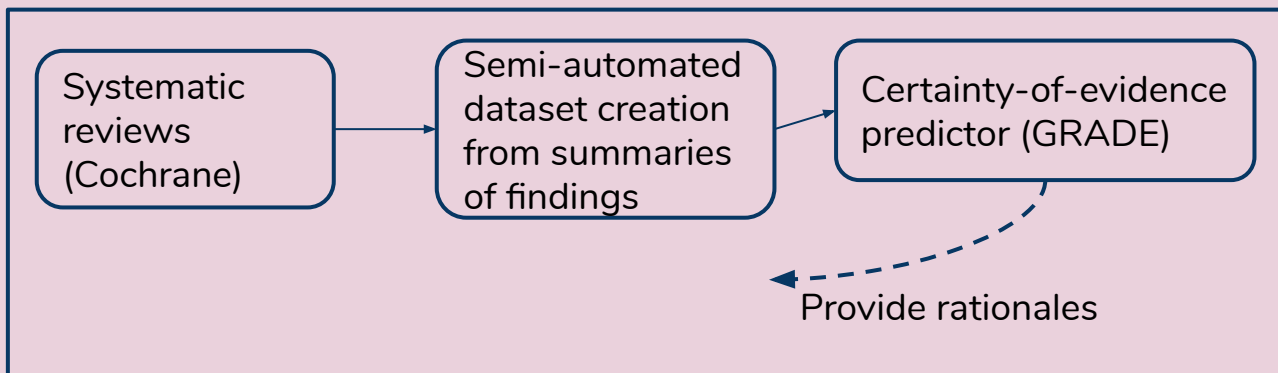 Systematic
reviews
(Cochrane)
Semi-automated
dataset creation
from summaries
of findings
Certainty-of-evidence
predictor (GRADE)
Provide rationales